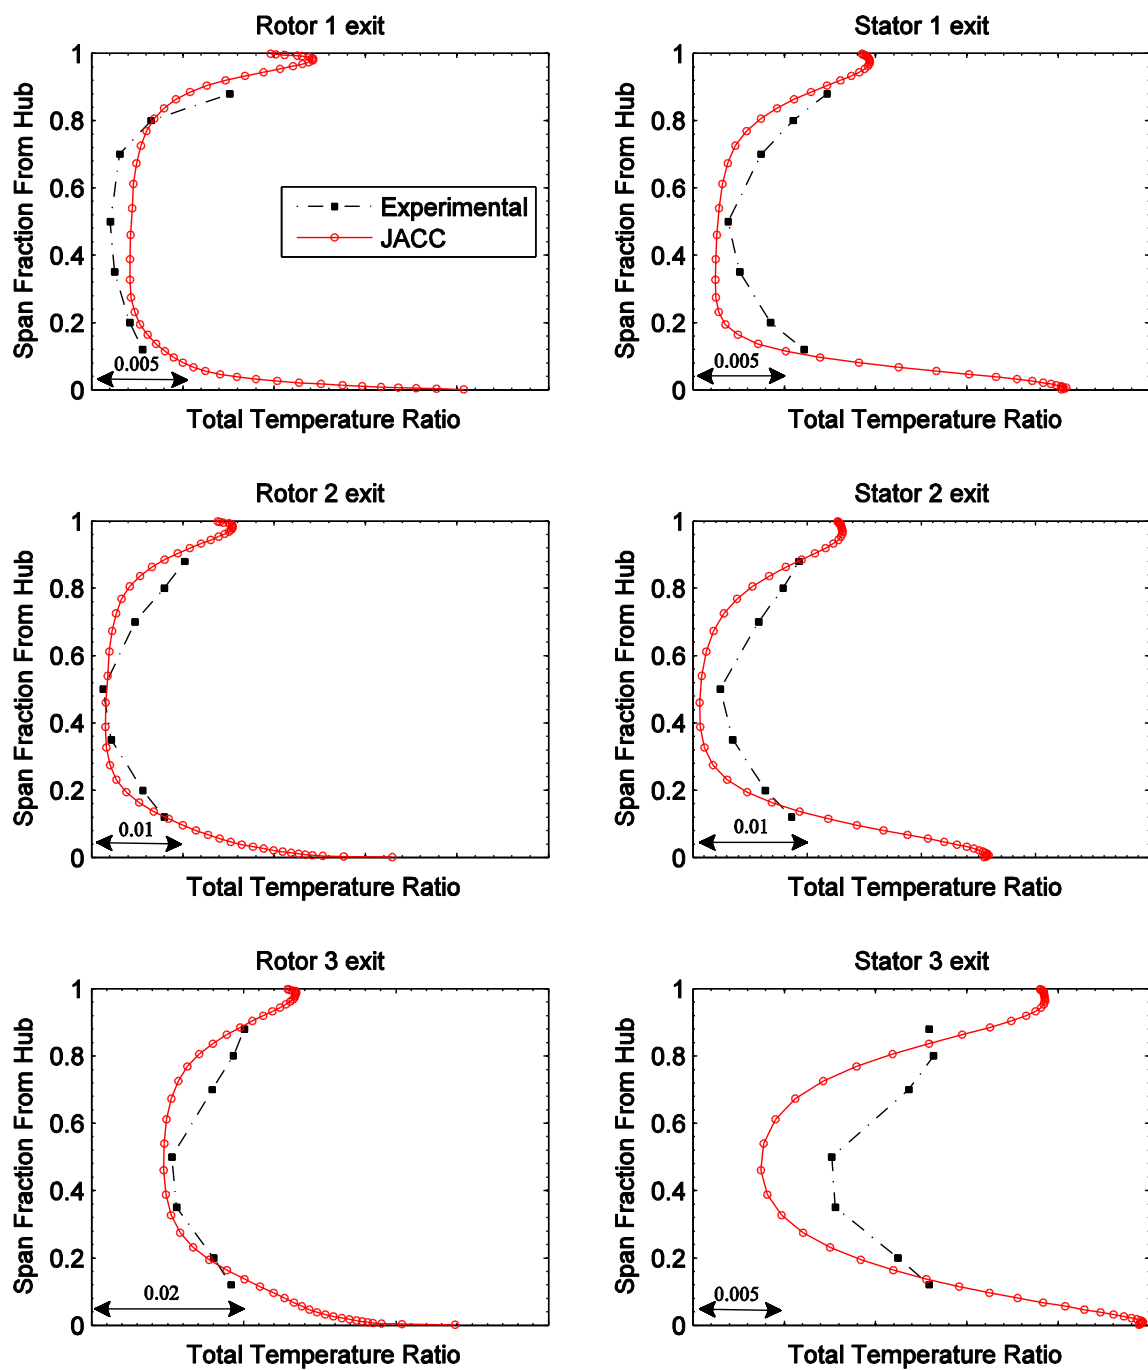 Rotor 1 exit
Span Fraction From Hub
1
0.8
0.6
0.4
0.2
0
Experimental
JACC
0.005
Total Temperature Ratio
Stator 1 exit
Span Fraction From Hub
1
0.8
0.6
0.4
0.2
0
0.005
Total Temperature Ratio
Rotor 2 exit
Span Fraction From Hub
1
0.8
0.6
0.4
0.2
0
0.01
Total Temperature Ratio
Stator 2 exit
Span Fraction From Hub
1
0.8
0.6
0.4
0.2
0
0.01
Total Temperature Ratio
Rotor 3 exit
Span Fraction From Hub
1
0.8
0.6
0.4
0.2
0
0.02
Total Temperature Ratio
Stator 3 exit
Span Fraction From Hub
1
0.8
0.6
0.4
0.2
0
0.005
Total Temperature Ratio